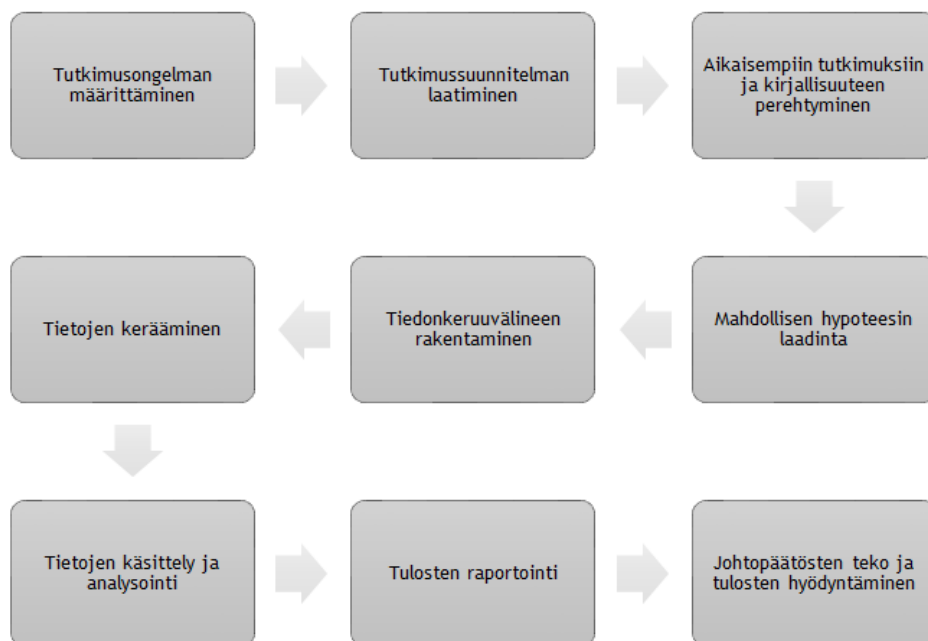 Tutkimusongelman
määrittäminen
Tutkimussuunnitelman
laatiminen
Aikaisempiin tutkimuksiin
ja kirjallisuuteen
perehtyminen
Mahdollisen hypoteesin
laadinta
Tiedonkeruuvälineen
rakentaminen
Tietojen kerääminen
Tietojen käsittely ja
analysointi
Tulosten raportointi
Johtopäätösten teko ja
tulosten hyödyntäminen